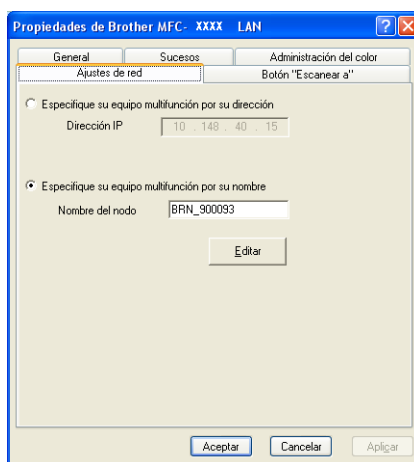 Propiedades de Brother MFC- XXXX LAN
General Sucesos Administración del color
Ajustes de red Botón "Escanear a"
Especifique su equipo multifunción por su dirección
Dirección IP 10 . 148 . 40 . 15
Especifique su equipo multifunción por su nombre
Nombre del nodo BRN_900093
Editar
Aceptar Cancelar Aplicar